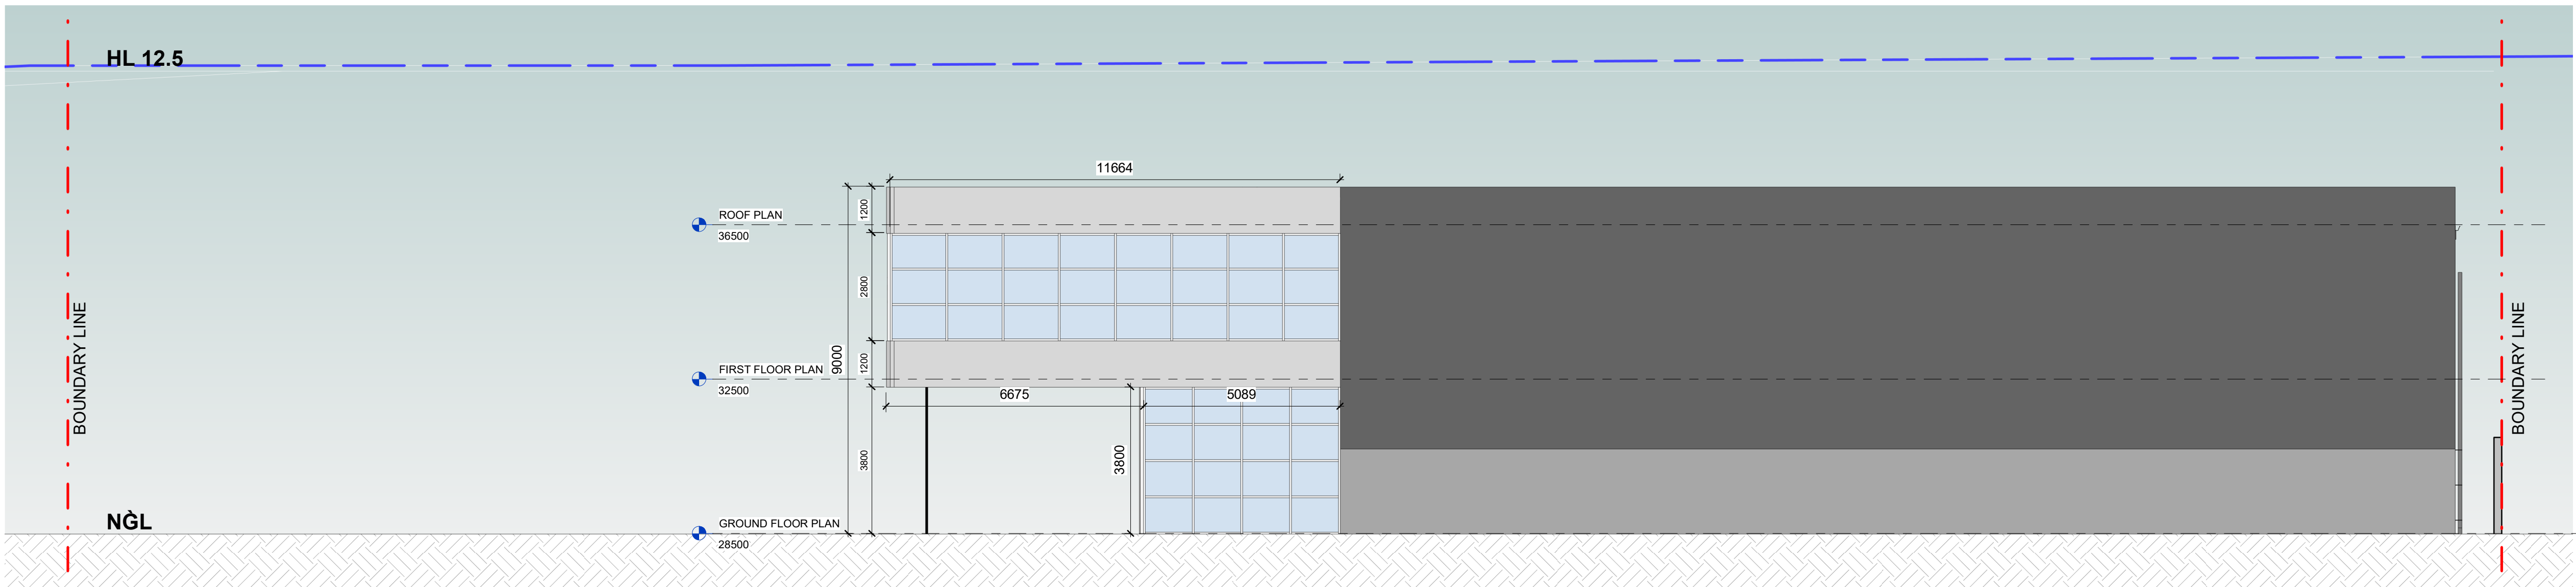 HL 12.5
11664
1200
ROOF PLAN
36500
2800
BOUNDARY LINE
BOUNDARY LINE
9000
1200
FIRST FLOOR PLAN
32500
6675
5089
3800
3800
NG̀L
GROUND FLOOR PLAN
28500